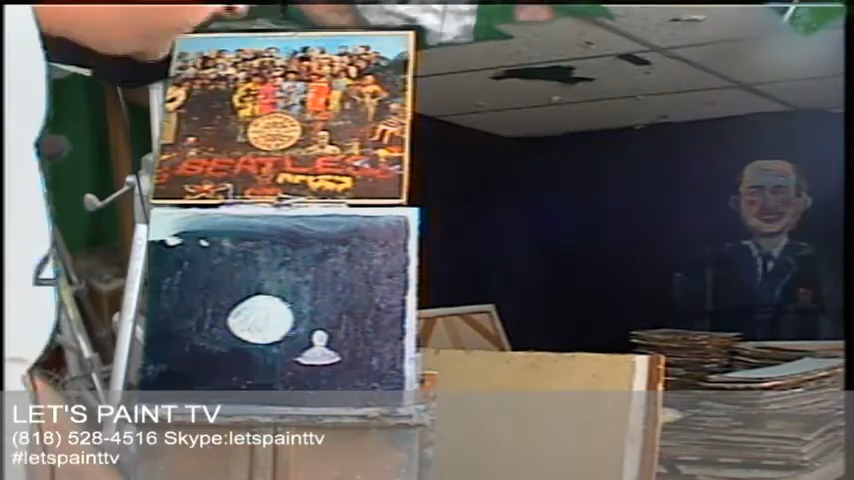 BEATLES
LET'S PAINT TV
(818) 528-4516 Skype:letspainttv
#letspainttv